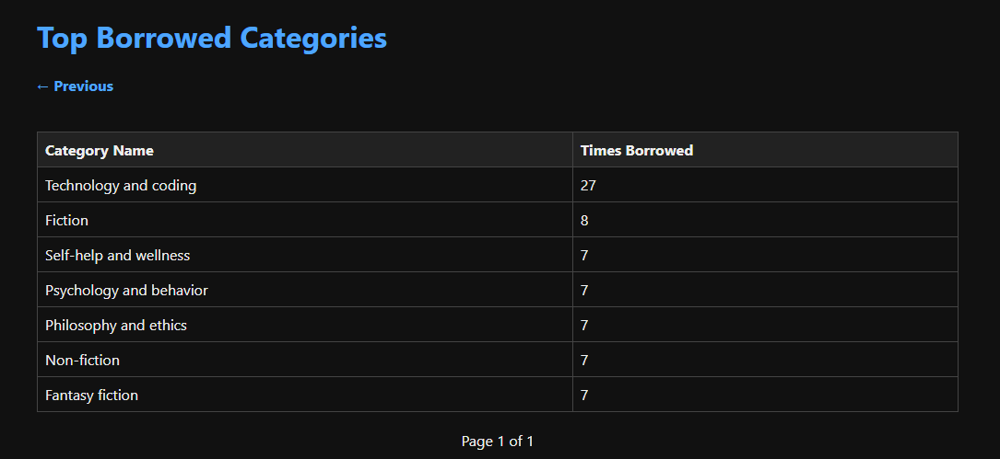 Top Borrowed Categories
← Previous
Category Name Times Borrowed
Technology and coding 27
Fiction 8
Self-help and wellness 7
Psychology and behavior 7
Philosophy and ethics 7
Non-fiction 7
Fantasy fiction 7
Page 1 of 1